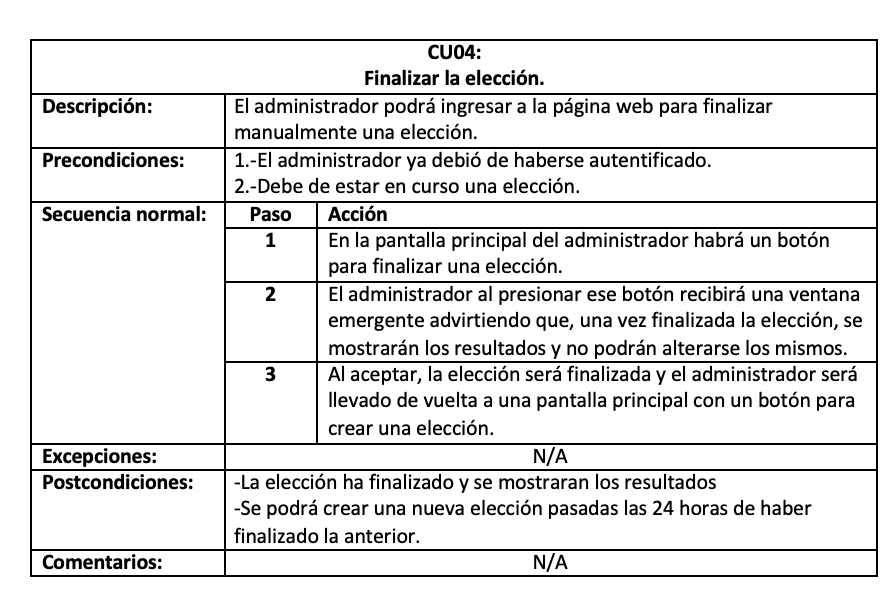 CU04:
Finalizar la elección.
Descripción:
El administrador podrá ingresar a la página web para finalizar
manualmente una elección.
Precondiciones:
1.-El administrador ya debió de haberse autentificado.
2.-Debe de estar en curso una elección.
Secuencia normal:
Paso Acción
1 En la pantalla principal del administrador habrá un botón
para finalizar una elección.
2 El administrador al presionar ese botón recibirá una ventana
emergente advirtiendo que, una vez finalizada la elección, se
mostrarán los resultados y no podrán alterarse los mismos.
3 Al aceptar, la elección será finalizada y el administrador será
llevado de vuelta a una pantalla principal con un botón para
crear una elección.
Excepciones: N/A
Postcondiciones:
-La elección ha finalizado y se mostraran los resultados
-Se podrá crear una nueva elección pasadas las 24 horas de haber
finalizado la anterior.
Comentarios: N/A